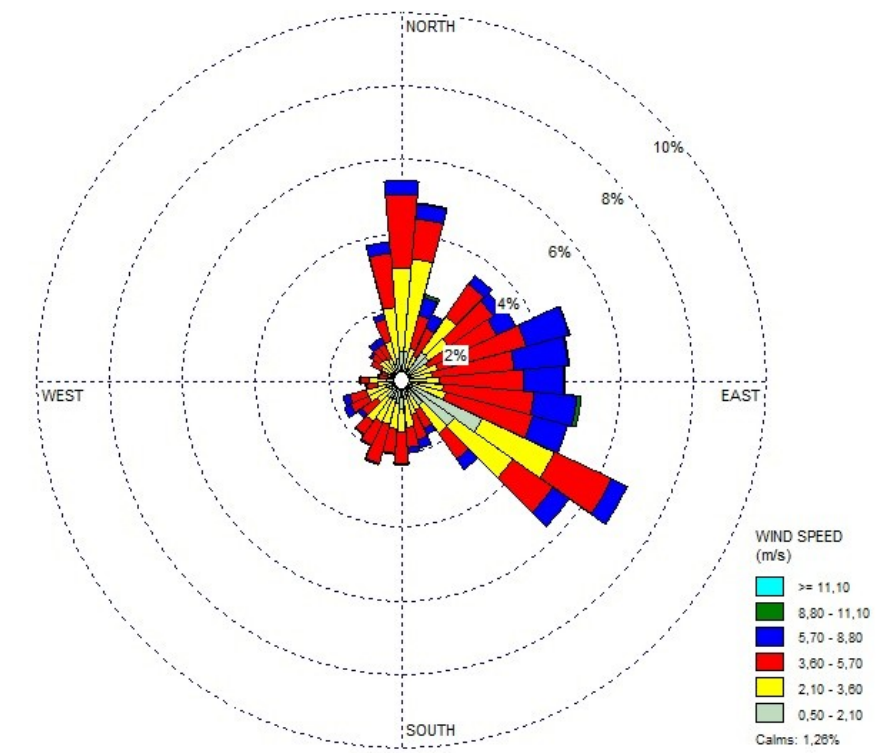 NORTH
10%
8%
6%
4%
2%
WEST
EAST
SOUTH
WIND SPEED
(m/s)
>= 11,10
8,80 - 11,10
5,70 - 8,80
3,60 - 5,70
2,10 - 3,60
0,50 - 2,10
Calms: 1,26%